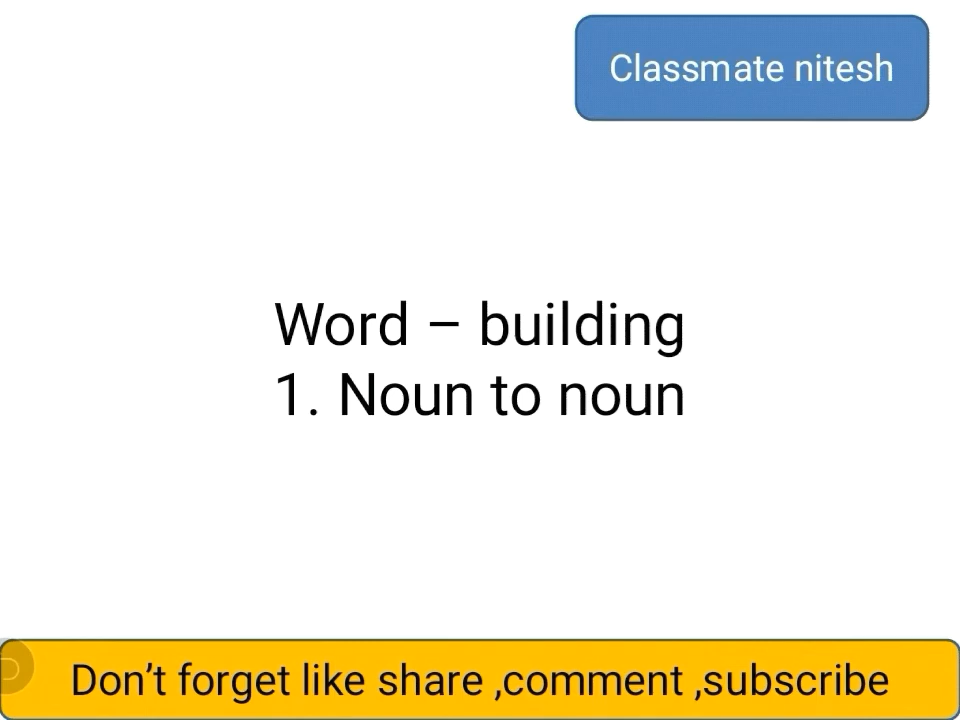 Classmate nitesh
Word – building
1. Noun to noun
Don’t forget like share ,comment ,subscribe